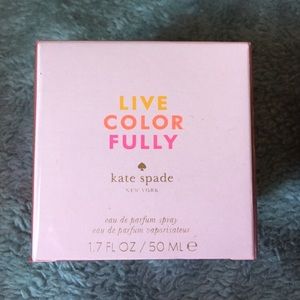 LIVE
COLOR
FULLY
kate spade
NEW YORK
eau de parfum spray
eau de parfum vaporisateur
1.7 FL OZ / 50 ML ℮